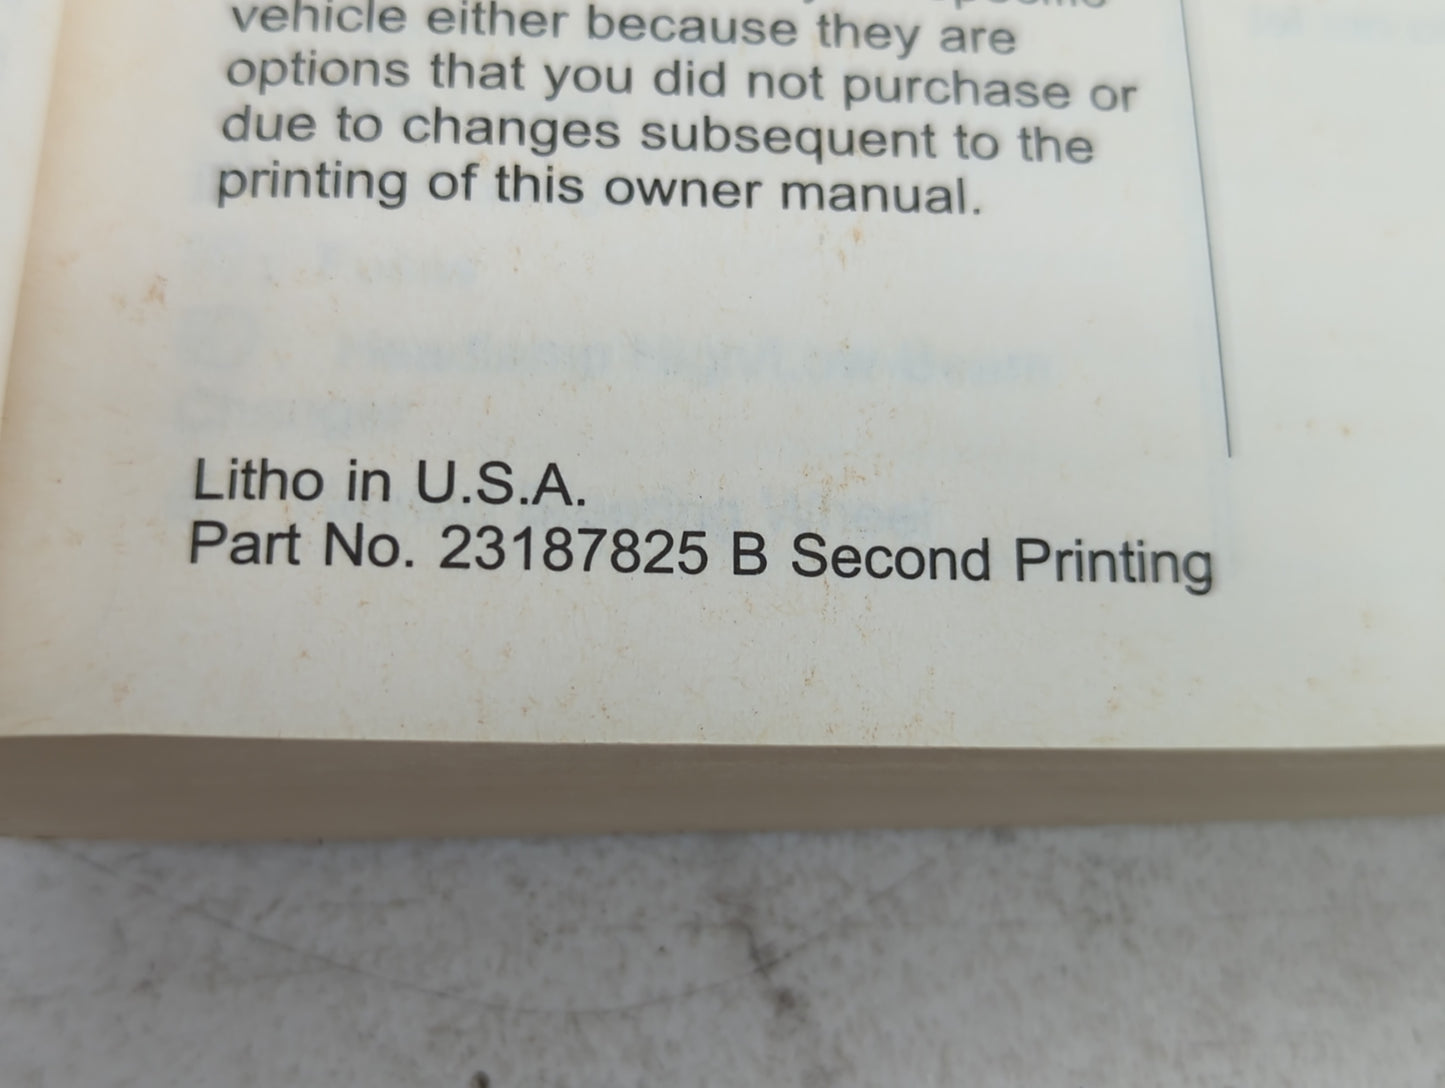 vehicle either because they are
options that you did not purchase or
due to changes subsequent to the
printing of this owner manual.
Litho in U.S.A.
Part No. 23187825 B Second Printing